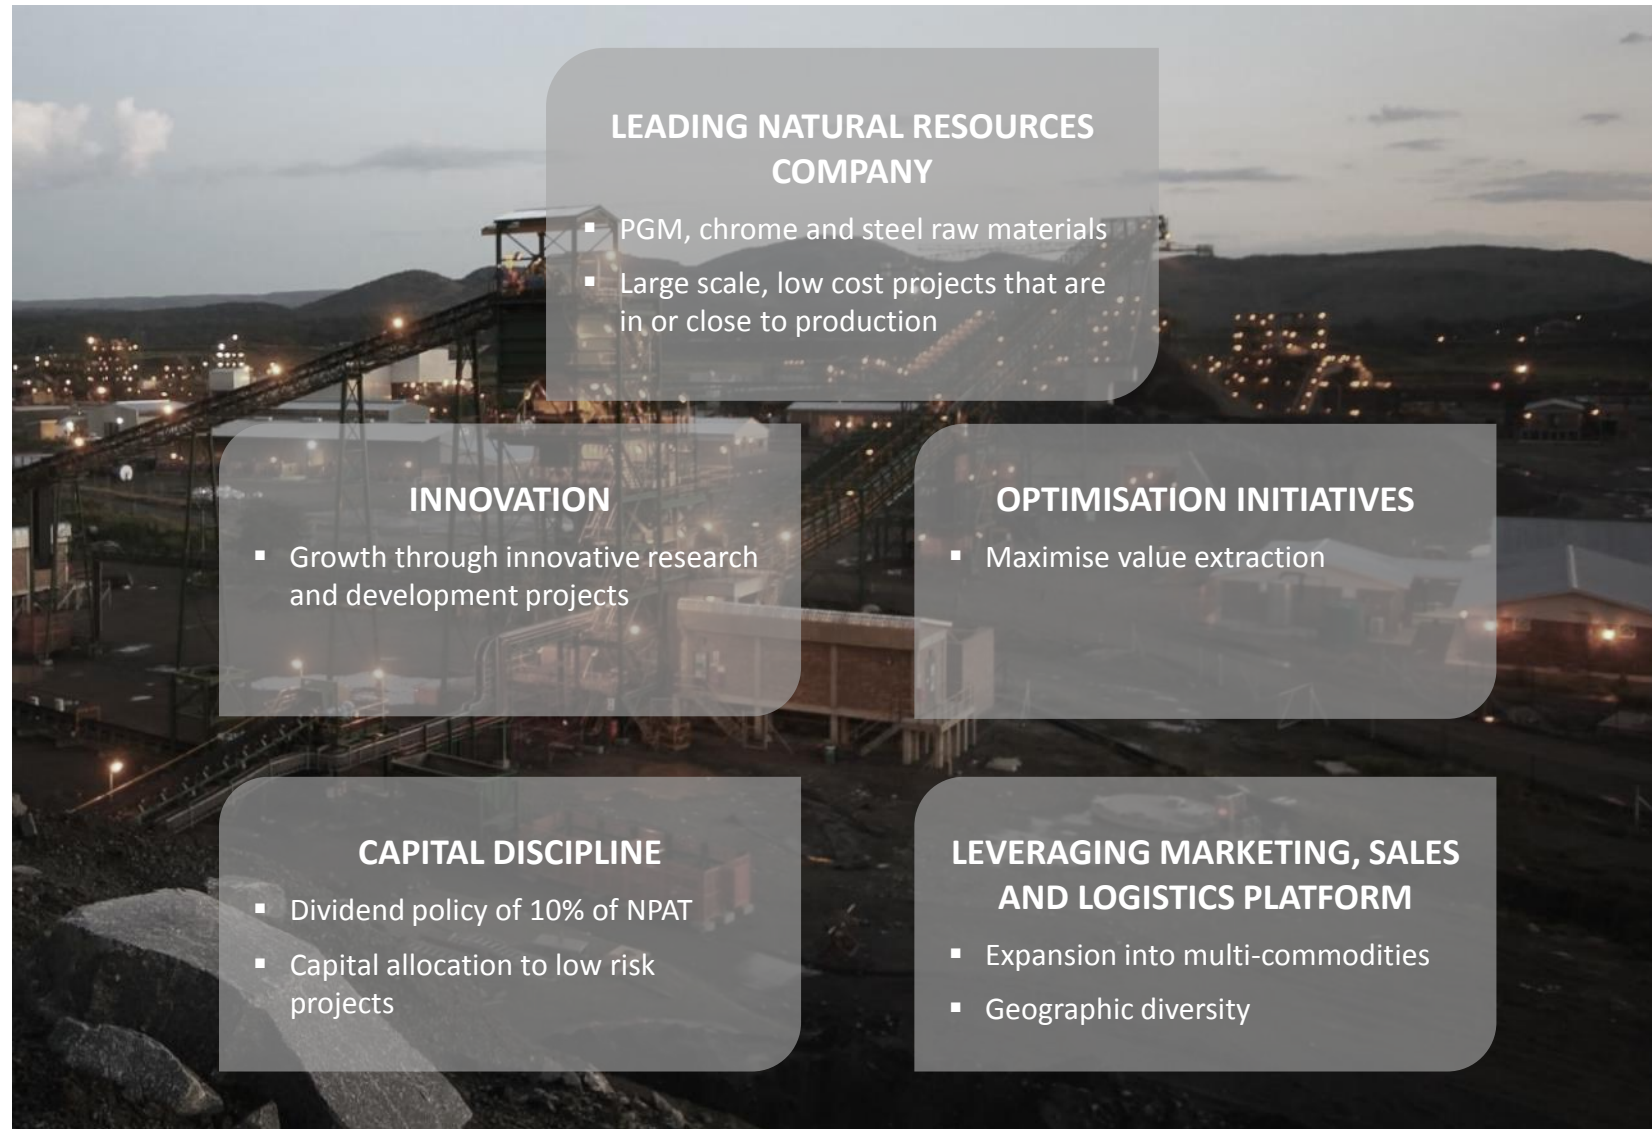 LEADING NATURAL RESOURCES
COMPANY
▪ PGM, chrome and steel raw materials
▪ Large scale, low cost projects that are
in or close to production
INNOVATION
▪ Growth through innovative research
and development projects
OPTIMISATION INITIATIVES
▪ Maximise value extraction
CAPITAL DISCIPLINE
▪ Dividend policy of 10% of NPAT
▪ Capital allocation to low risk
projects
LEVERAGING MARKETING, SALES
AND LOGISTICS PLATFORM
▪ Expansion into multi-commodities
▪ Geographic diversity